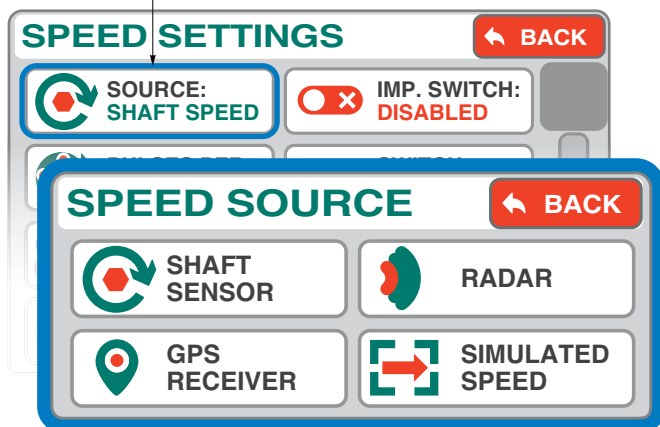 SPEED SETTINGS
BACK
SOURCE:
SHAFT SPEED
IMP. SWITCH:
DISABLED
SPEED SOURCE
BACK
SHAFT
SENSOR
RADAR
GPS
RECEIVER
SIMULATED
SPEED